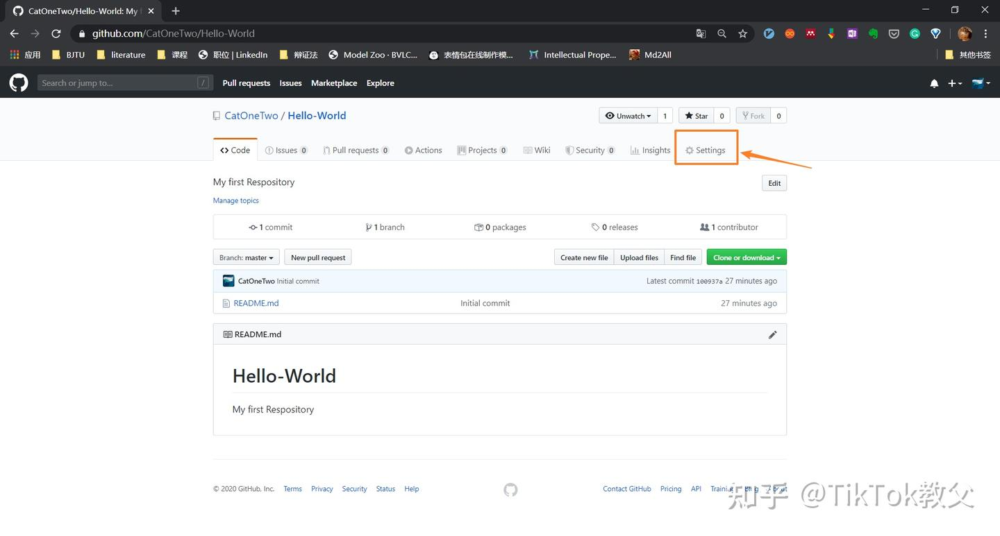 CatOneTwo/Hello-World: My
github.com/CatOneTwo/Hello-World
应用 BJTU literature 课程 职位 | LinkedIn 辩证法 Model Zoo · BVLC... 表情包在线制作模... Intellectual Prope... Md2All 其他书签
Search or jump to... / Pull requests Issues Marketplace Explore
CatOneTwo / Hello-World Unwatch 1 Star 0 Fork 0
Code Issues 0 Pull requests 0 Actions Projects 0 Wiki Security 0 Insights Settings
My first Respository Edit
Manage topics
1 commit 1 branch 0 packages 0 releases 1 contributor
Branch: master New pull request Create new file Upload files Find file Clone or download
CatOneTwo Initial commit Latest commit 100937a 27 minutes ago
README.md Initial commit 27 minutes ago
README.md
Hello-World
My first Respository
© 2020 GitHub, Inc. Terms Privacy Security Status Help Contact GitHub Pricing API
知乎 @TikTok教父